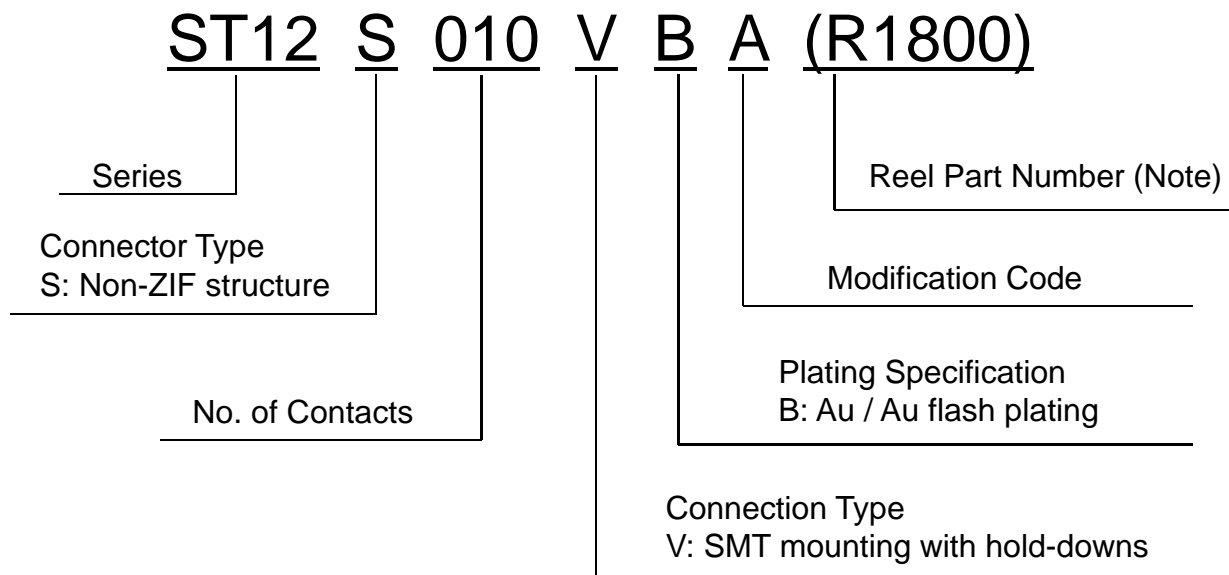 ST12 S 010 V B A (R1800)
Series
Reel Part Number (Note)
Connector Type
S: Non-ZIF structure
Modification Code
Plating Specification
B: Au / Au flash plating
No. of Contacts
Connection Type
V: SMT mounting with hold-downs